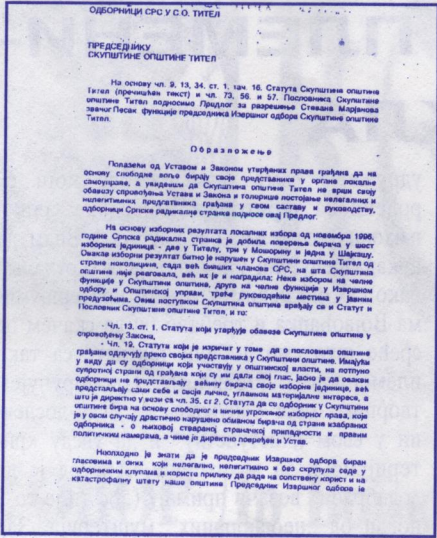 ОДБОРНИЦИ СРС У С.О. ТИТЕЛ
ПРЕДСЕДНИКУ
СКУПШТИНЕ ОПШТИНЕ ТИТЕЛ
На основу чл. 9, 13, 34. ст. 1, тач. 16. Статута Скупштине општине
Тител (пречишћен текст) и чл. 73, 56. и 57. Пословника Скупштине
општине Тител подносимо Предлог за разрешење Стевана Марјанова
званог Песак функције председника Извршног одбора Скупштине општине
Тител.
О б р а з л о ж е њ е
Полазећи од Уставом и Законом утврђених права грађана да на
основу слободне воље бирају своје представнике у органе локалне
самоуправе, а увиђевши да Скупштина општине Тител не врши своју
обавезу спровођења Устава и Закона и толерише постојање нелегалних и
нелегитимних представника грађана у свом саставу и руководству,
одборници Српске радикалне странке подносе овај Предлог.
На основу изборних резултата локалних избора од новембра 1996,
године Српска радикална странка је добила поверење бирача у шест
изборних јединица - две у Тителу, три у Мошорину и једна у Шајкашу.
Овакав изборни резултат битно је нарушен у Скупштини општине Тител од
стране неколицине, сада већ бивших чланова СРС, на шта Скупштина
општине није реаговала, већ их је и наградила: Неке избором на челне
функције у Скупштини општине, друге на челне функције у Извршном
одбору и Општинској управи, треће руководећим местима у јавним
предузећима. Овим поступком Скупштина општине вређају се и Статут и
Пословник Скупштине општине Тител, и то:
- Чл. 13. ст. 1. Статута који утврђује обавезе Скупштине општине у
спровођењу Закона,
- Чл. 19. Статута који је изричит у томе да о пословима општине
грађани одлучују преко својих представника у Скупштини општине. Имајући
у виду да су одборници који учествују у општинској власти, на потпуно
супротној страни од грађана који су им дали свој глас, јасно је да овакви
одборници не представљају већину бирача своје изборне јединице, већ
представљају сами себе и своје личне, углавном материјалне интересе, а
што је директно у вези са чл. 35. ст. 2. Статута да се одборник у Скупштини
општине бира на основу слободног и ничим угроженог изборног права, које
је у овом случају драстично нарушено обманом бирача од стране изабраних
одборника - о њиховој стварној страначкој припадности већ
политичким намерама, а чиме је директно повређен и Устав.
Неопходно је знати да је председник Извршног одборе биран
гласовима и оних који нелегално, нелегитимно и без скрупула седе у
одборничким клупама и користе прилику да раде на сопствену корист и на
катастрофалну штету наше општине Председник Извршног одбора је